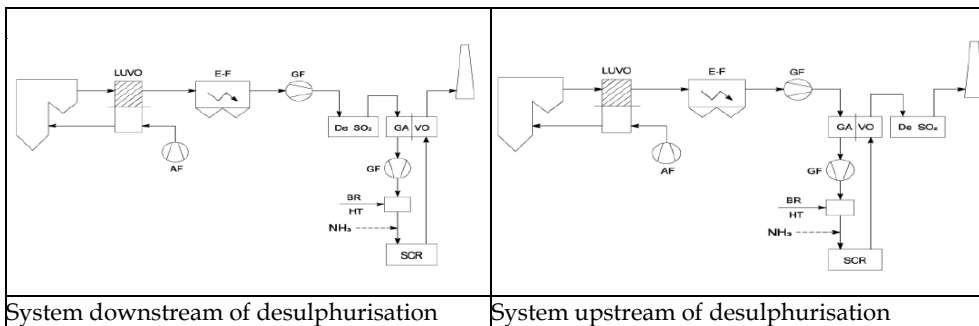 LUVO
E-F
GF
De SO₂
GA VO
AF
GF
BR
HT
NH₃
SCR
System downstream of desulphurisation
LUVO
E-F
GF
GA VO
De SO₂
AF
GF
BR
HT
NH₃
SCR
System upstream of desulphurisation